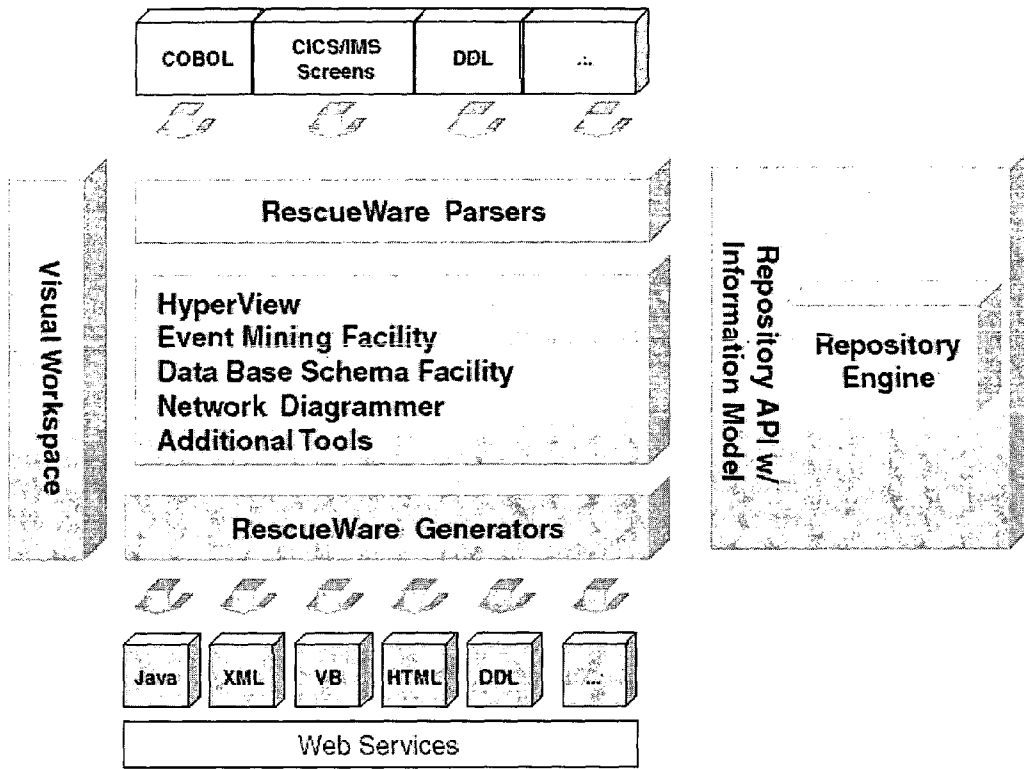 COBOL
CICS/IMS
Screens
DDL
...
RescueWare Parsers
Visual Workspace
HyperView
Event Mining Facility
Data Base Schema Facility
Network Diagrammer
Additional Tools
Repository API w/
Information Model
Repository
Engine
RescueWare Generators
Java
XML
VB
HTML
DDL
...
Web Services